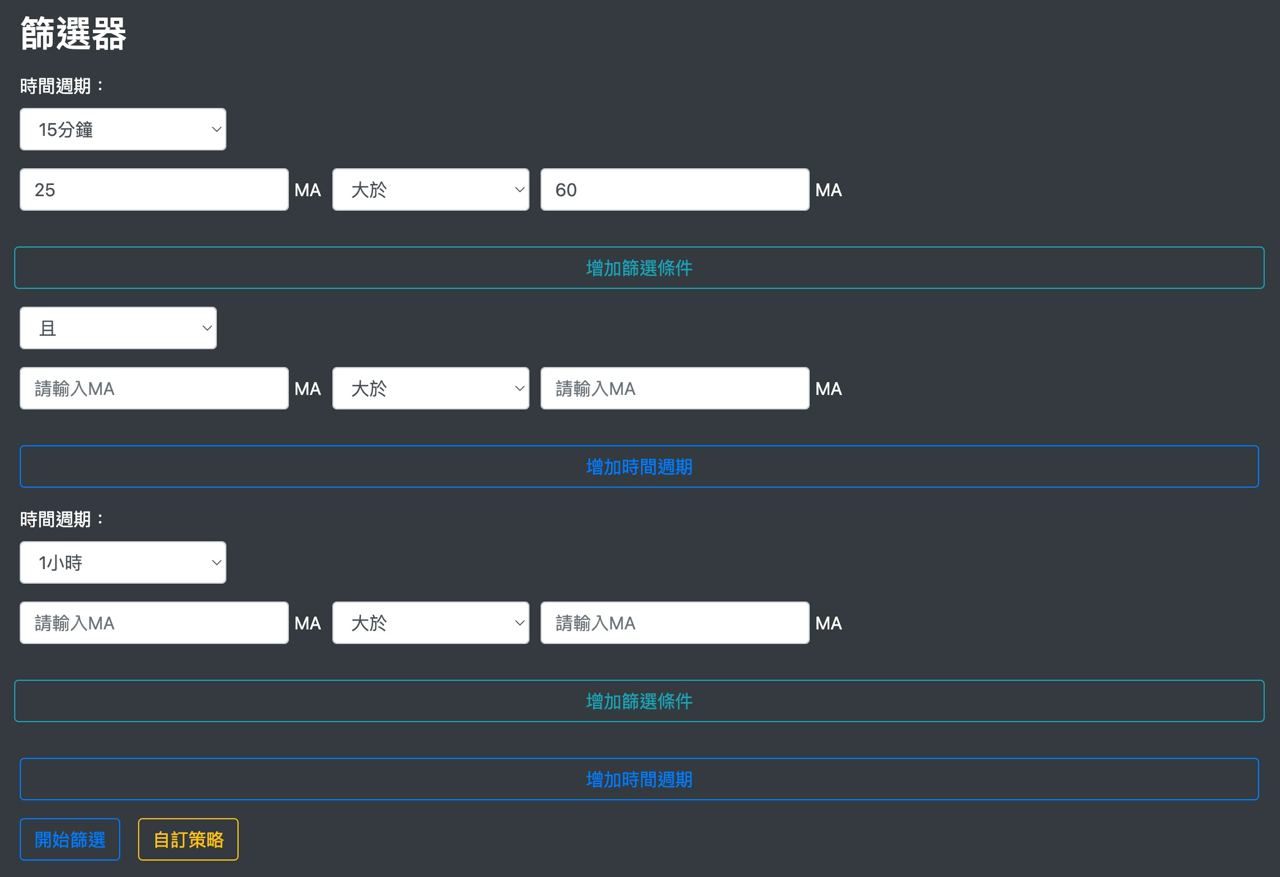 篩選器
時間週期：
15分鐘
25 MA 大於 60 MA
增加篩選條件
且
請輸入MA MA 大於 請輸入MA MA
增加時間週期
時間週期：
1小時
請輸入MA MA 大於 請輸入MA MA
增加篩選條件
增加時間週期
開始篩選 自訂策略